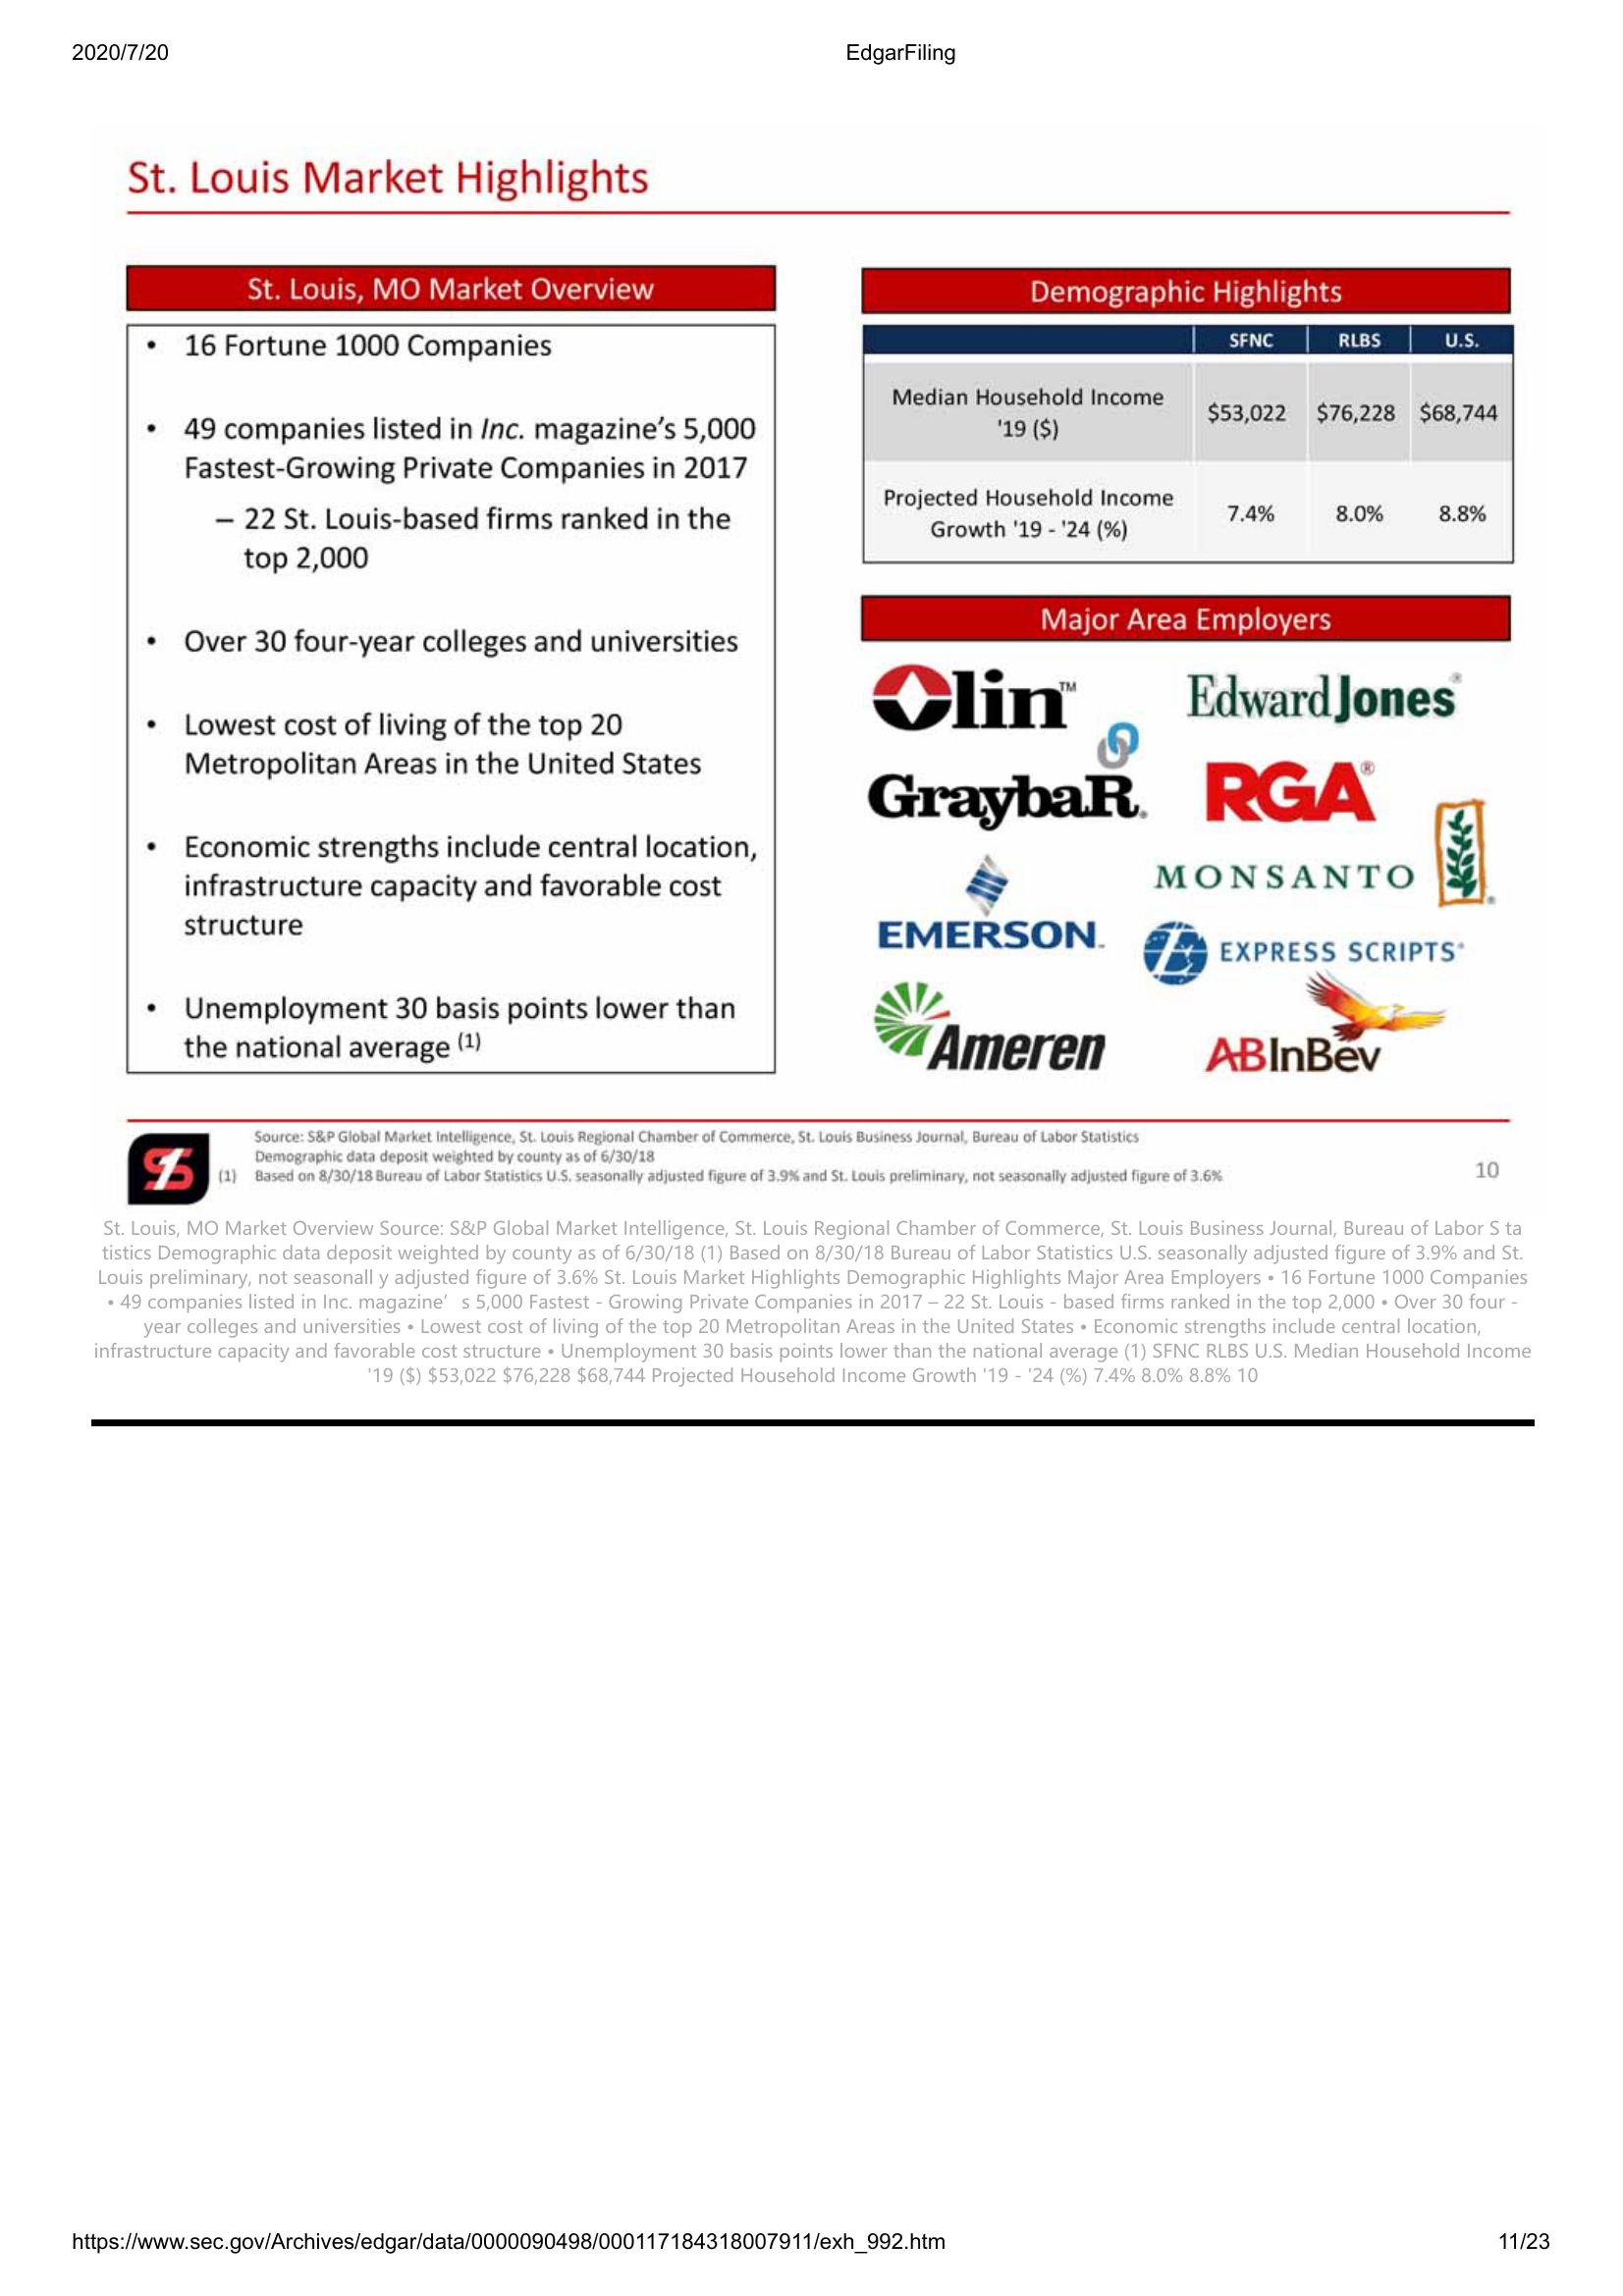 2020/7/20 EdgarFiling
St. Louis Market Highlights
St. Louis, MO Market Overview
• 16 Fortune 1000 Companies
• 49 companies listed in Inc. magazine’s 5,000
Fastest-Growing Private Companies in 2017
– 22 St. Louis-based firms ranked in the
top 2,000
• Over 30 four-year colleges and universities
• Lowest cost of living of the top 20
Metropolitan Areas in the United States
• Economic strengths include central location,
infrastructure capacity and favorable cost
structure
• Unemployment 30 basis points lower than
the national average (1)
Demographic Highlights
SFNC RLBS U.S.
Median Household Income
'19 ($)
$53,022 $76,228 $68,744
Projected Household Income
Growth '19 - '24 (%)
7.4% 8.0% 8.8%
Major Area Employers
Olin™ Edward Jones®
GraybaR® RGA®
MONSANTO®
EMERSON™
EXPRESS SCRIPTS®
Ameren ABInBev
Source: S&P Global Market Intelligence, St. Louis Regional Chamber of Commerce, St. Louis Business Journal, Bureau of Labor Statistics
Demographic data deposit weighted by county as of 6/30/18
(1) Based on 8/30/18 Bureau of Labor Statistics U.S. seasonally adjusted figure of 3.9% and St. Louis preliminary, not seasonally adjusted figure of 3.6%
10
St. Louis, MO Market Overview Source: S&P Global Market Intelligence, St. Louis Regional Chamber of Commerce, St. Louis Business Journal, Bureau of Labor S ta
tistics Demographic data deposit weighted by county as of 6/30/18 (1) Based on 8/30/18 Bureau of Labor Statistics U.S. seasonally adjusted figure of 3.9% and St.
Louis preliminary, not seasonall y adjusted figure of 3.6% St. Louis Market Highlights Demographic Highlights Major Area Employers • 16 Fortune 1000 Companies
• 49 companies listed in Inc. magazine’ s 5,000 Fastest - Growing Private Companies in 2017 – 22 St. Louis - based firms ranked in the top 2,000 • Over 30 four -
year colleges and universities • Lowest cost of living of the top 20 Metropolitan Areas in the United States • Economic strengths include central location,
infrastructure capacity and favorable cost structure • Unemployment 30 basis points lower than the national average (1) SFNC RLBS U.S. Median Household Income
'19 ($) $53,022 $76,228 $68,744 Projected Household Income Growth '19 - '24 (%) 7.4% 8.0% 8.8% 10
https://www.sec.gov/Archives/edgar/data/0000090498/000117184318007911/exh_992.htm 11/23